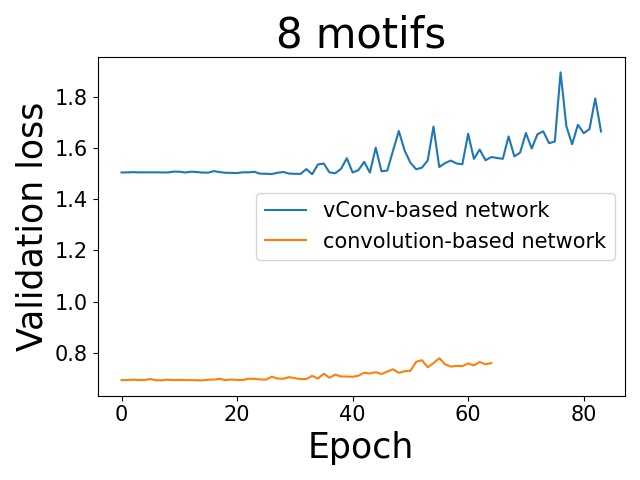 8 motifs
Validation loss
1.8
1.6
1.4
1.2
1.0
0.8
vConv-based network
convolution-based network
0 20 40 60 80
Epoch